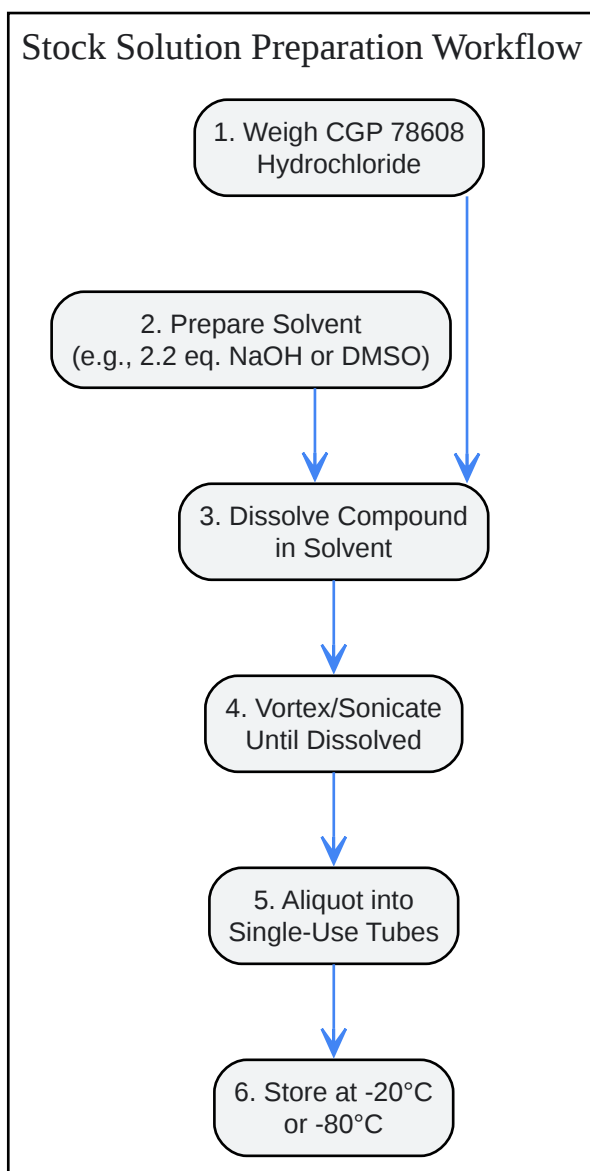 Stock Solution Preparation Workflow
1. Weigh CGP 78608
Hydrochloride
2. Prepare Solvent
(e.g., 2.2 eq. NaOH or DMSO)
3. Dissolve Compound
in Solvent
4. Vortex/Sonicate
Until Dissolved
5. Aliquot into
Single-Use Tubes
6. Store at -20°C
or -80°C